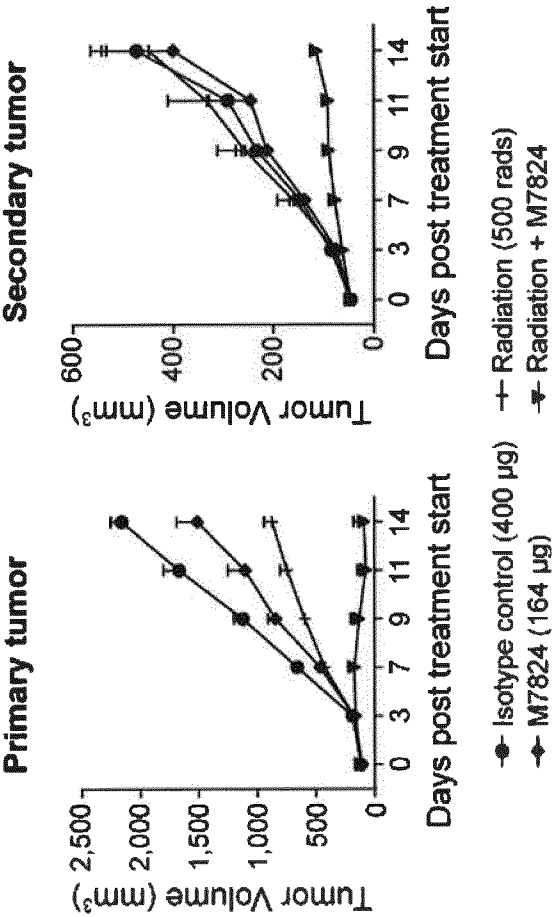 Primary tumor
Tumor Volume (mm³)
2,500
2,000
1,500
1,000
500
0
0 3 7 9 11 14
Days post treatment start
Secondary tumor
Tumor Volume (mm³)
600
400
200
0
0 3 7 9 11 14
Days post treatment start
Isotype control (400 µg)
M7824 (164 µg)
Radiation (500 rads)
Radiation + M7824